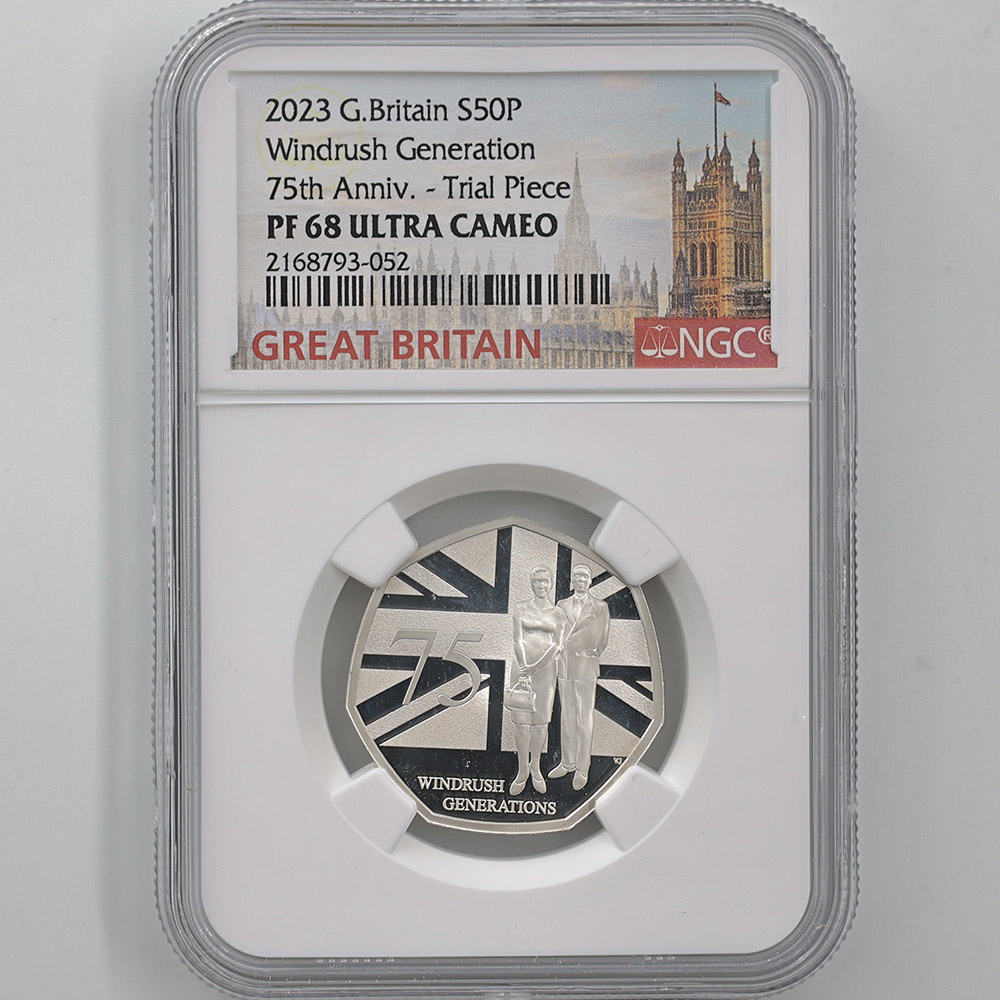 2023 G.Britain S50P
Windrush Generation
75th Anniv. - Trial Piece
PF 68 ULTRA CAMEO
2168793-052
GREAT BRITAIN
NGC®
75
WINDRUSH
GENERATIONS